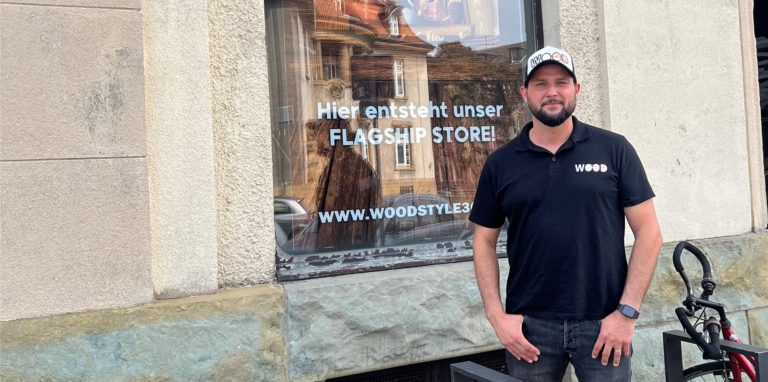 Hier entsteht unser
FLAGSHIP STORE!
WOOD